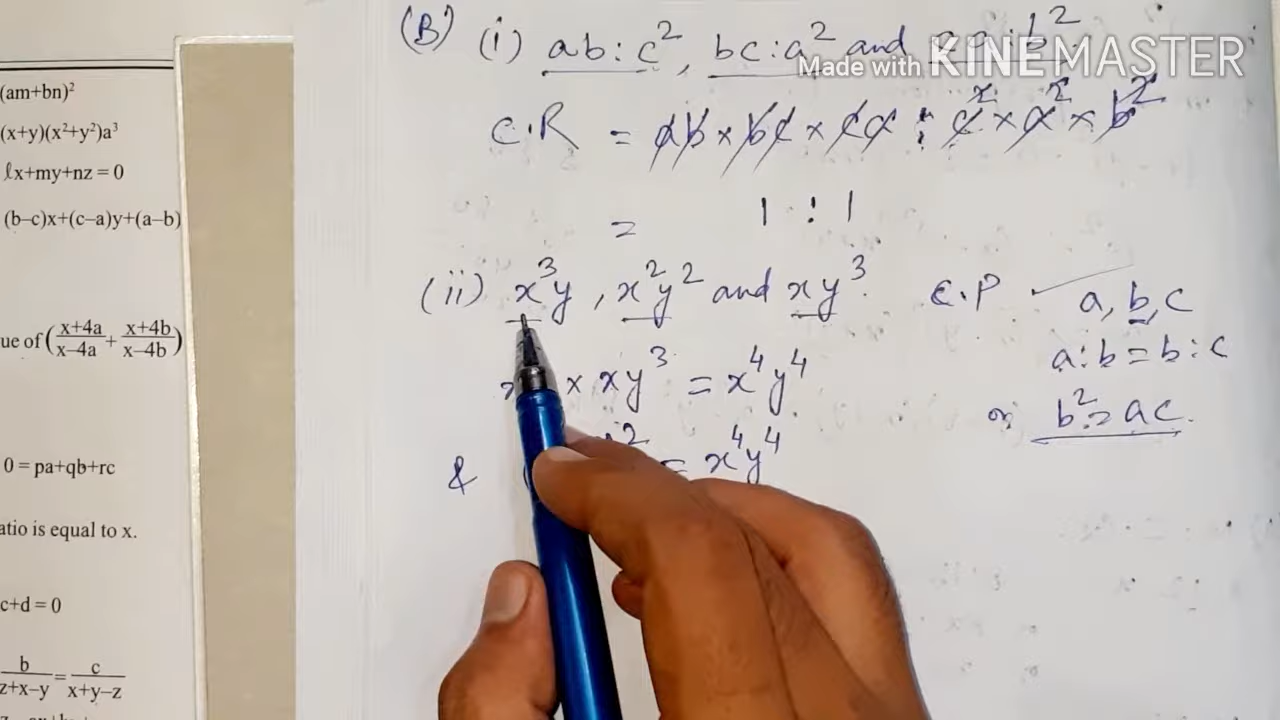 (B) (i) ab : c², bc : a² and ca : b².
Made with KINEMASTER
C.R = ab × bc × ca : c² × a² × b²
= 1 : 1
(ii) x³y , x²y² and xy³. C.P
a, b, c
a : b = b : c
or b² = ac.
× xy³ = x⁴y⁴
& = x⁴y⁴
(am+bn)²
(x+y)(x²+y²)a³
ℓx+my+nz = 0
(b–c)x+(c–a)y+(a–b)
ue of (x+4a/x–4a + x+4b/x–4b)
0 = pa+qb+rc
atio is equal to x.
c+d = 0
b/z+x–y = c/x+y–z